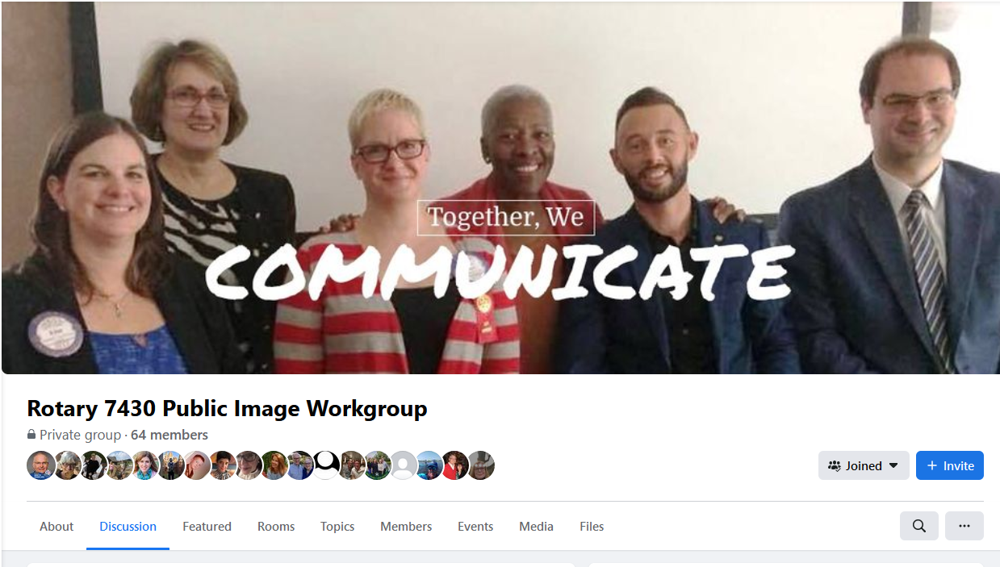 Together, We
COMMUNICATE
Rotary 7430 Public Image Workgroup
Private group · 64 members
Joined
+ Invite
About Discussion Featured Rooms Topics Members Events Media Files